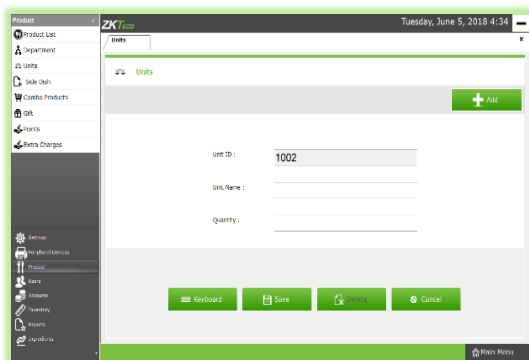 Product
ZKTeco
Tuesday, June 5, 2018 4:34
Product List
Department
Units
Side Dish
Combo Products
Gift
Points
Extra Charges
Settings
Peripheral Devices
Product
Users
Accounts
Inventory
Reports
Ingredients
Units
x
Units
Add
Unit ID :
1002
Unit Name :
Quantity :
Keyboard
Save
Delete
Cancel
Main Menu